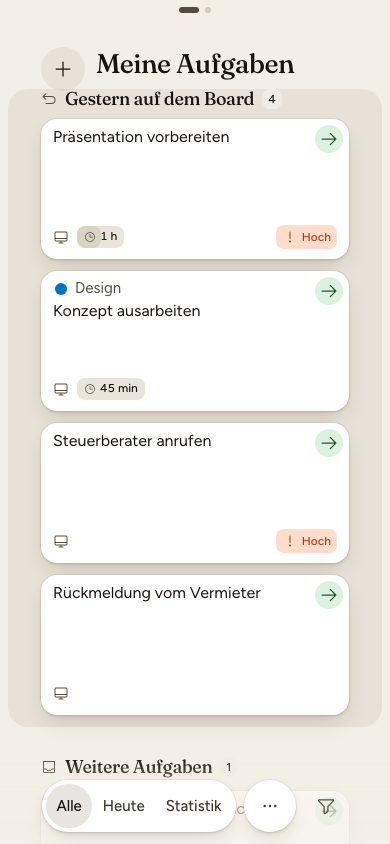 Meine Aufgaben
Gestern auf dem Board 4
Präsentation vorbereiten
1 h
! Hoch
Design
Konzept ausarbeiten
45 min
Steuerberater anrufen
! Hoch
Rückmeldung vom Vermieter
Weitere Aufgaben 1
Alle Heute Statistik